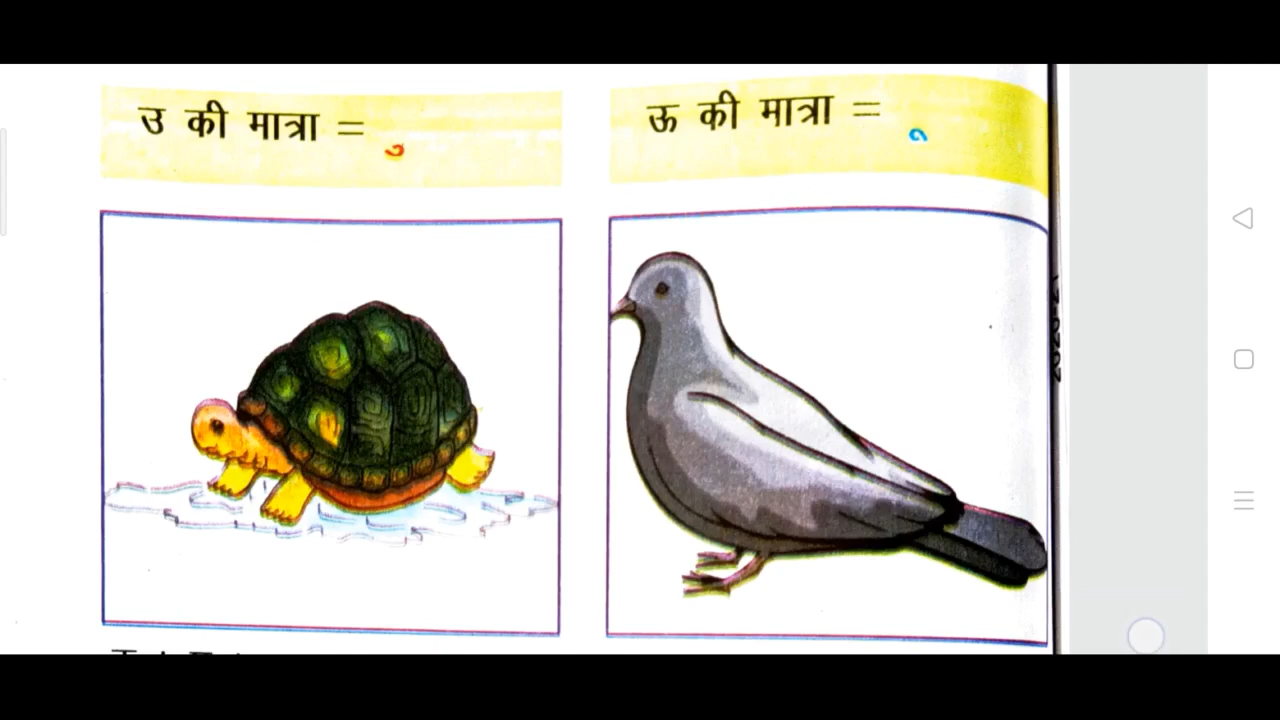 उ की मात्रा = ु
ऊ की मात्रा = ू